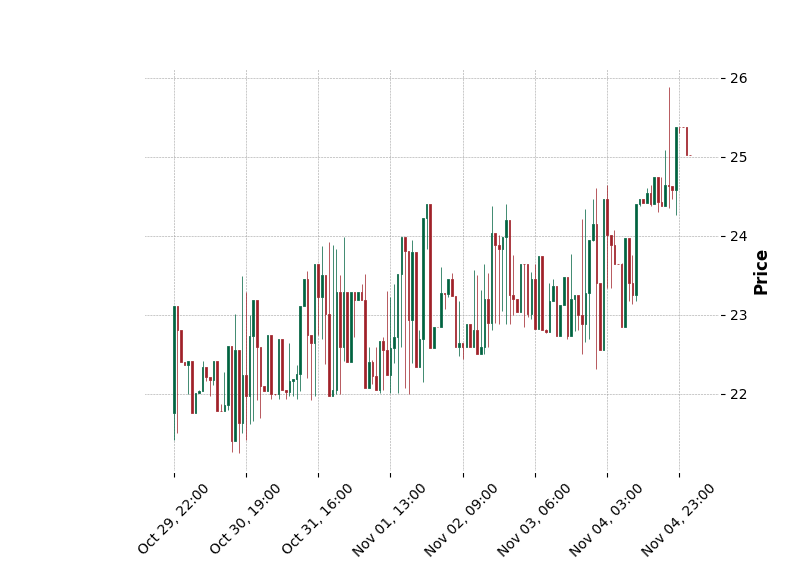 26
25
24
23
22
Price
Oct 29, 22:00
Oct 30, 19:00
Oct 31, 16:00
Nov 01, 13:00
Nov 02, 09:00
Nov 03, 06:00
Nov 04, 03:00
Nov 04, 23:00